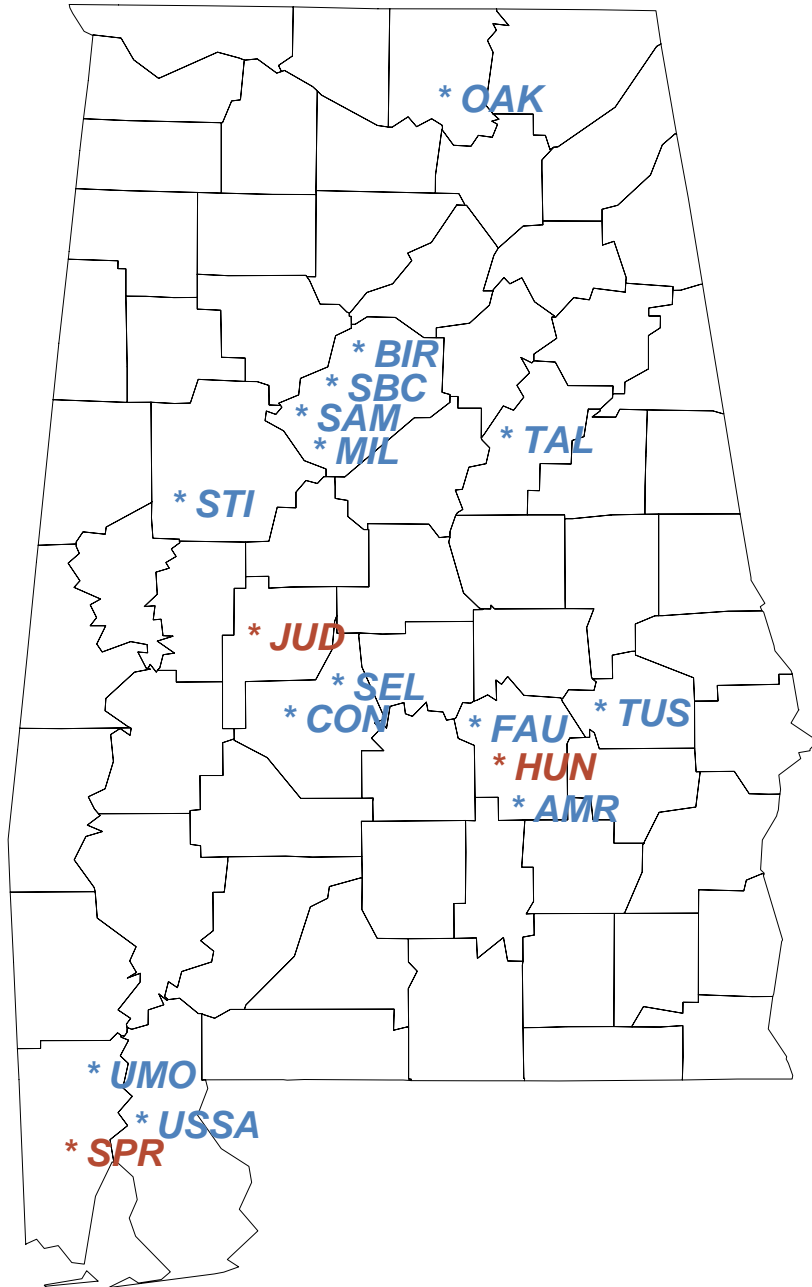 * OAK
* BIR
* SBC
* SAM
* TAL
* MIL
* STI
* JUD
* SEL
* CON
* TUS
* FAU
* HUN
* AMR
* UMO
* USSA
* SPR